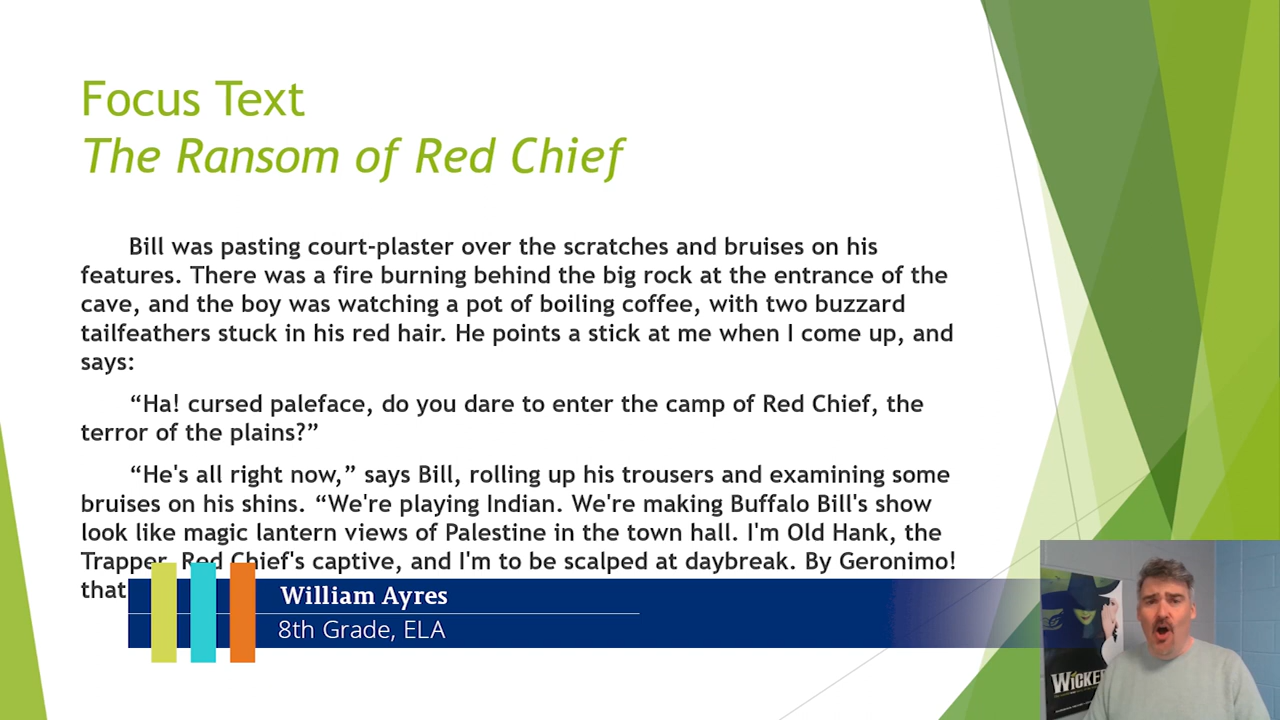 Focus Text
The Ransom of Red Chief
Bill was pasting court-plaster over the scratches and bruises on his
features. There was a fire burning behind the big rock at the entrance of the
cave, and the boy was watching a pot of boiling coffee, with two buzzard
tailfeathers stuck in his red hair. He points a stick at me when I come up, and
says:
“Ha! cursed paleface, do you dare to enter the camp of Red Chief, the
terror of the plains?”
“He's all right now,” says Bill, rolling up his trousers and examining some
bruises on his shins. “We're playing Indian. We're making Buffalo Bill's show
look like magic lantern views of Palestine in the town hall. I'm Old Hank, the
Trapper, Red Chief's captive, and I'm to be scalped at daybreak. By Geronimo!
that
William Ayres
8th Grade, ELA
WICKED